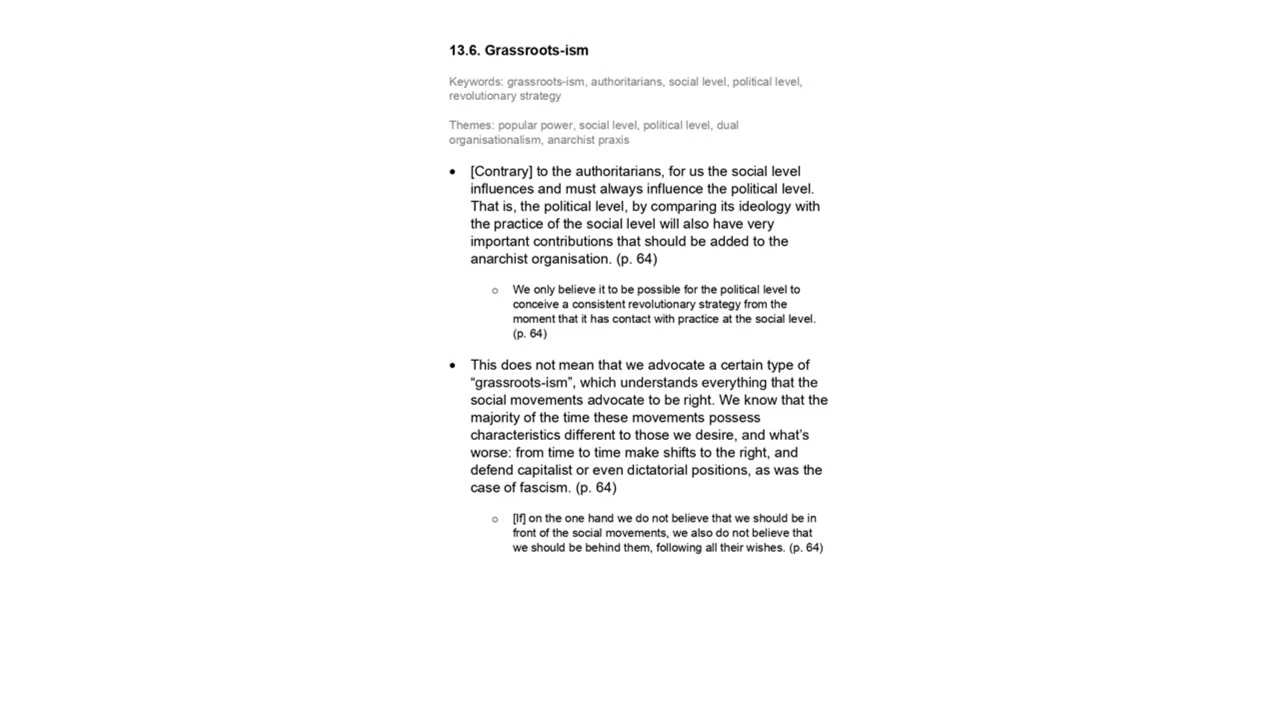 13.6. Grassroots-ism
Keywords: grassroots-ism, authoritarians, social level, political level,
revolutionary strategy
Themes: popular power, social level, political level, dual
organisationalism, anarchist praxis
• [Contrary] to the authoritarians, for us the social level
influences and must always influence the political level.
That is, the political level, by comparing its ideology with
the practice of the social level will also have very
important contributions that should be added to the
anarchist organisation. (p. 64)
○ We only believe it to be possible for the political level to
conceive a consistent revolutionary strategy from the
moment that it has contact with practice at the social level.
(p. 64)
• This does not mean that we advocate a certain type of
“grassroots-ism”, which understands everything that the
social movements advocate to be right. We know that the
majority of the time these movements possess
characteristics different to those we desire, and what’s
worse: from time to time make shifts to the right, and
defend capitalist or even dictatorial positions, as was the
case of fascism. (p. 64)
○ [If] on the one hand we do not believe that we should be in
front of the social movements, we also do not believe that
we should be behind them, following all their wishes. (p. 64)